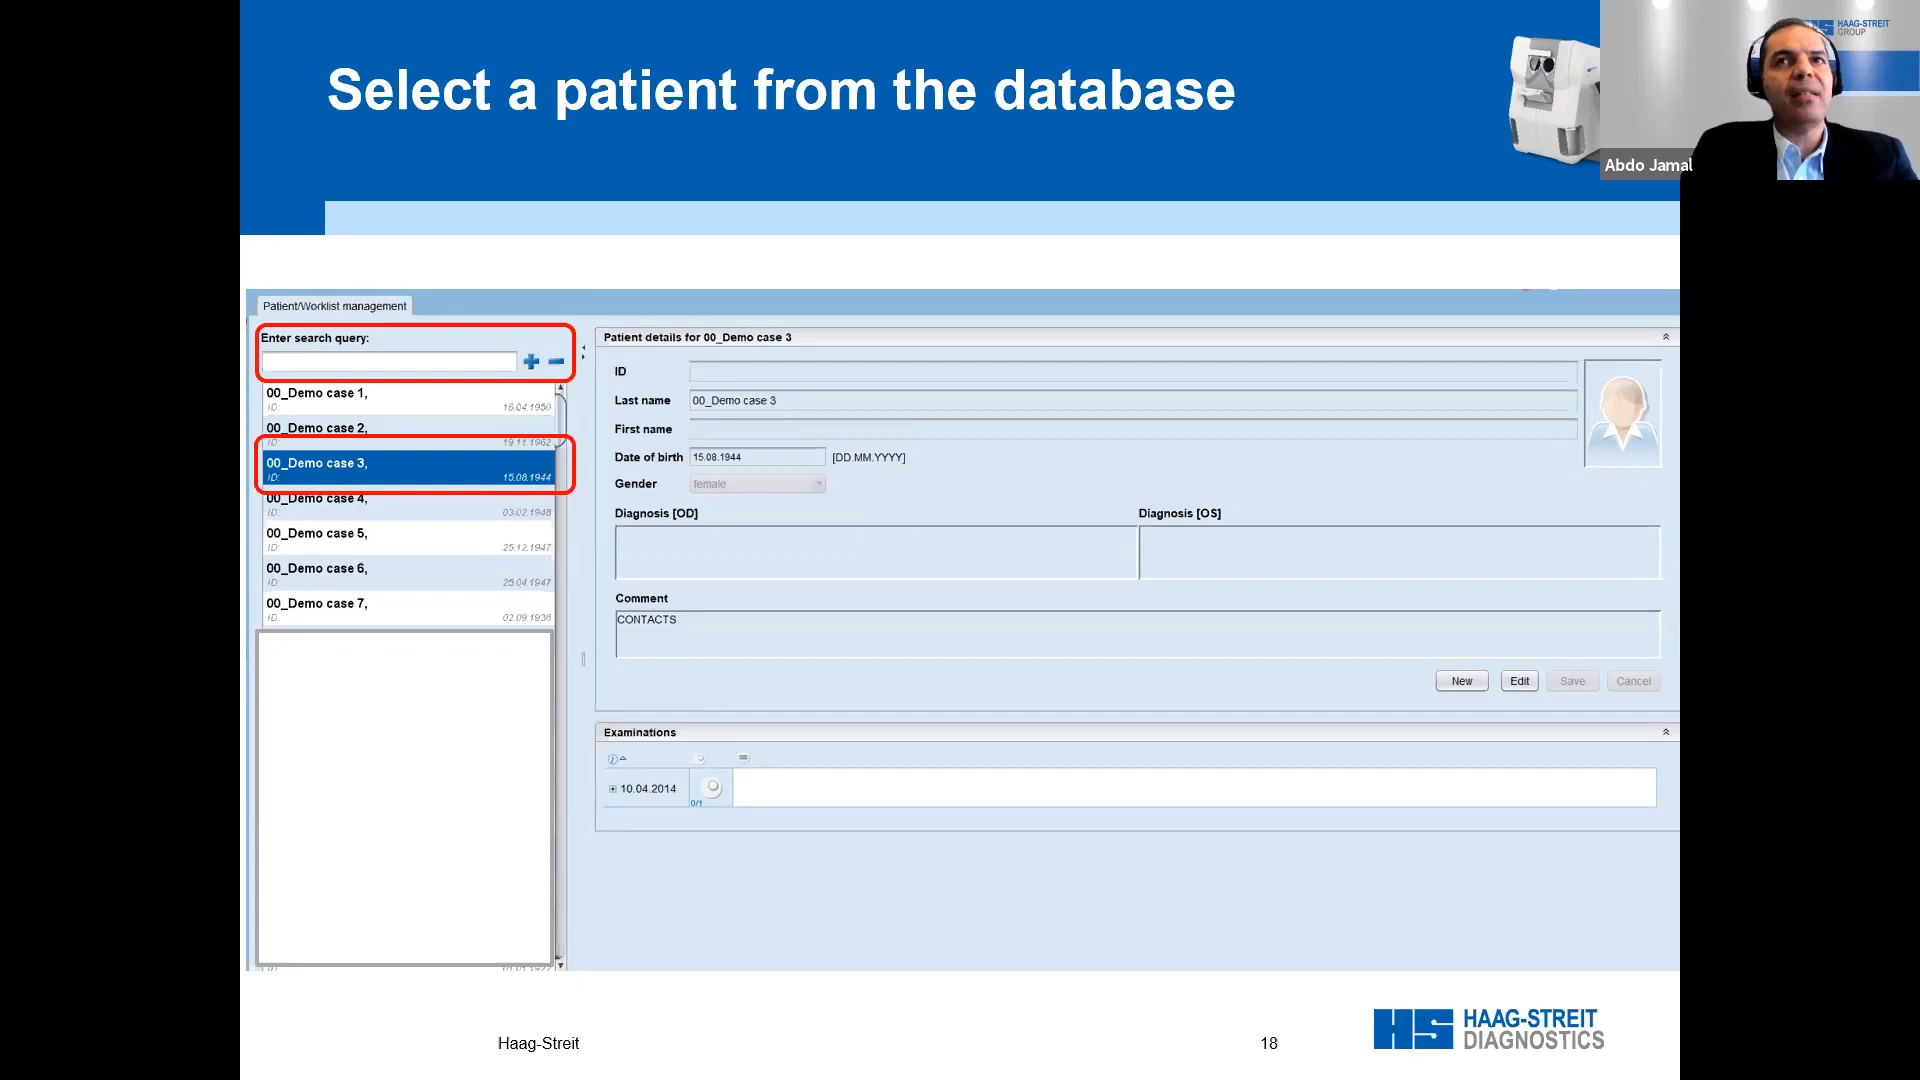 Select a patient from the database
HAAG-STREIT
GROUP
Abdo Jamal
Patient/Worklist management
Enter search query:
00_Demo case 1,
ID: 16.04.1950
00_Demo case 2,
ID: 19.11.1962
00_Demo case 3,
ID: 15.08.1944
00_Demo case 4,
ID: 03.02.1948
00_Demo case 5,
ID: 25.12.1947
00_Demo case 6,
ID: 25.04.1947
00_Demo case 7,
ID: 02.09.1938
Patient details for 00_Demo case 3
ID
Last name 00_Demo case 3
First name
Date of birth 15.08.1944 [DD.MM.YYYY]
Gender female
Diagnosis [OD] Diagnosis [OS]
Comment
CONTACTS
New Edit Save Cancel
Examinations
10.04.2014
0/1
Haag-Streit
18
HS HAAG-STREIT
DIAGNOSTICS